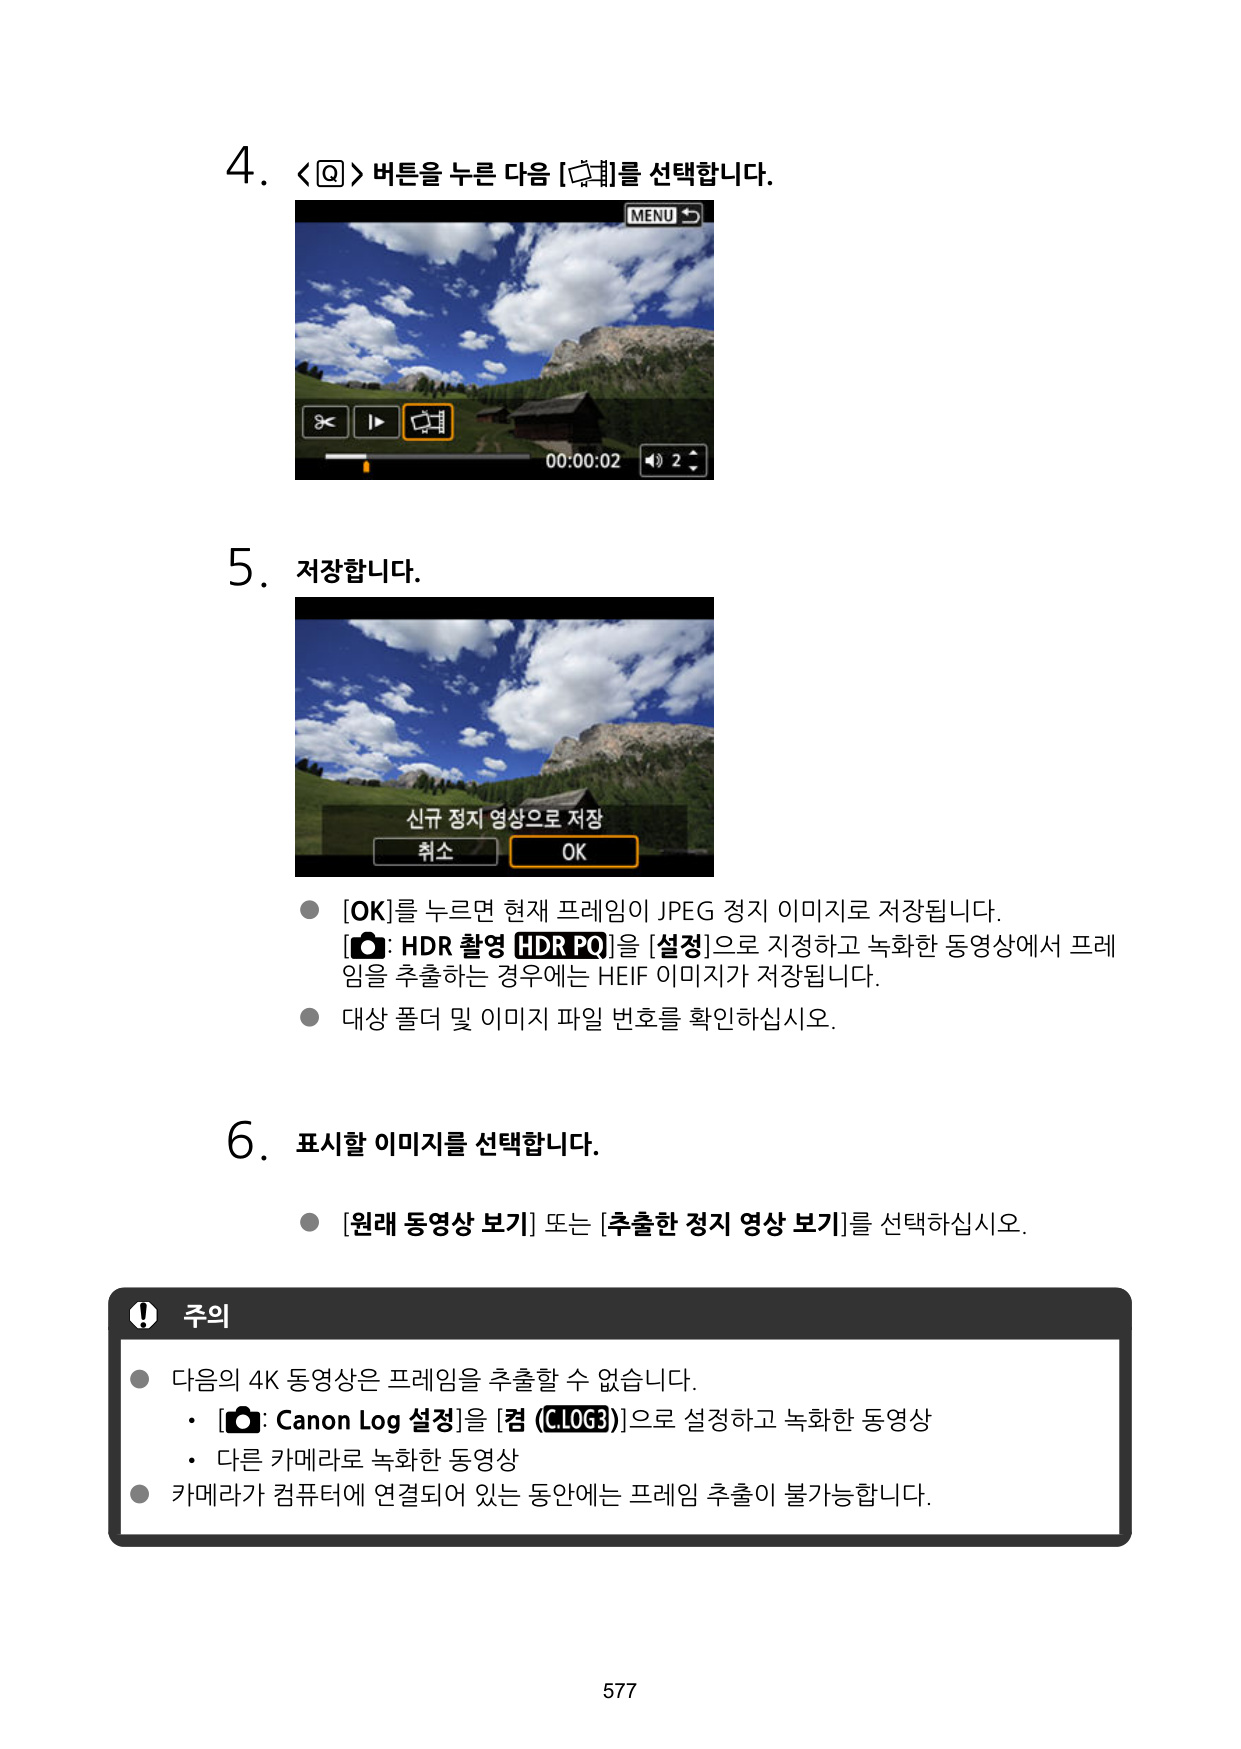 4. <Q> 버튼을 누른 다음 []를 선택합니다.
MENU
00:00:02 2
5. 저장합니다.
신규 정지 영상으로 저장
취소 OK
● [OK]를 누르면 현재 프레임이 JPEG 정지 이미지로 저장됩니다.
[: HDR 촬영 HDR PQ]을 [설정]으로 지정하고 녹화한 동영상에서 프레
임을 추출하는 경우에는 HEIF 이미지가 저장됩니다.
● 대상 폴더 및 이미지 파일 번호를 확인하십시오.
6. 표시할 이미지를 선택합니다.
● [원래 동영상 보기] 또는 [추출한 정지 영상 보기]를 선택하십시오.
주의
● 다음의 4K 동영상은 프레임을 추출할 수 없습니다.
• [: Canon Log 설정]을 [켬 (C.LOG3)]으로 설정하고 녹화한 동영상
• 다른 카메라로 녹화한 동영상
● 카메라가 컴퓨터에 연결되어 있는 동안에는 프레임 추출이 불가능합니다.
577